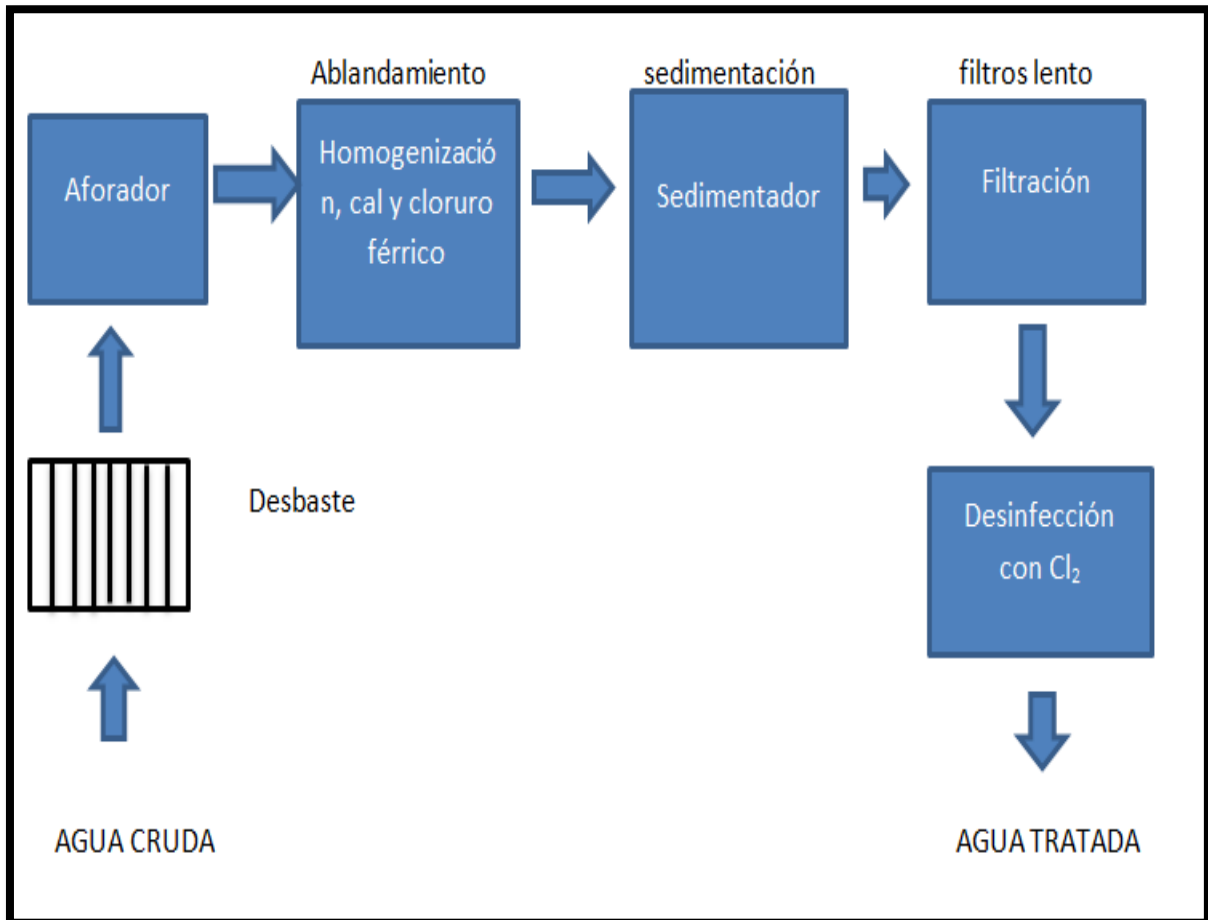 Ablandamiento
sedimentación
filtros lento
Aforador
Homogenizació
n, cal y cloruro
férrico
Sedimentador
Filtración
Desbaste
Desinfección
con Cl₂
AGUA CRUDA
AGUA TRATADA